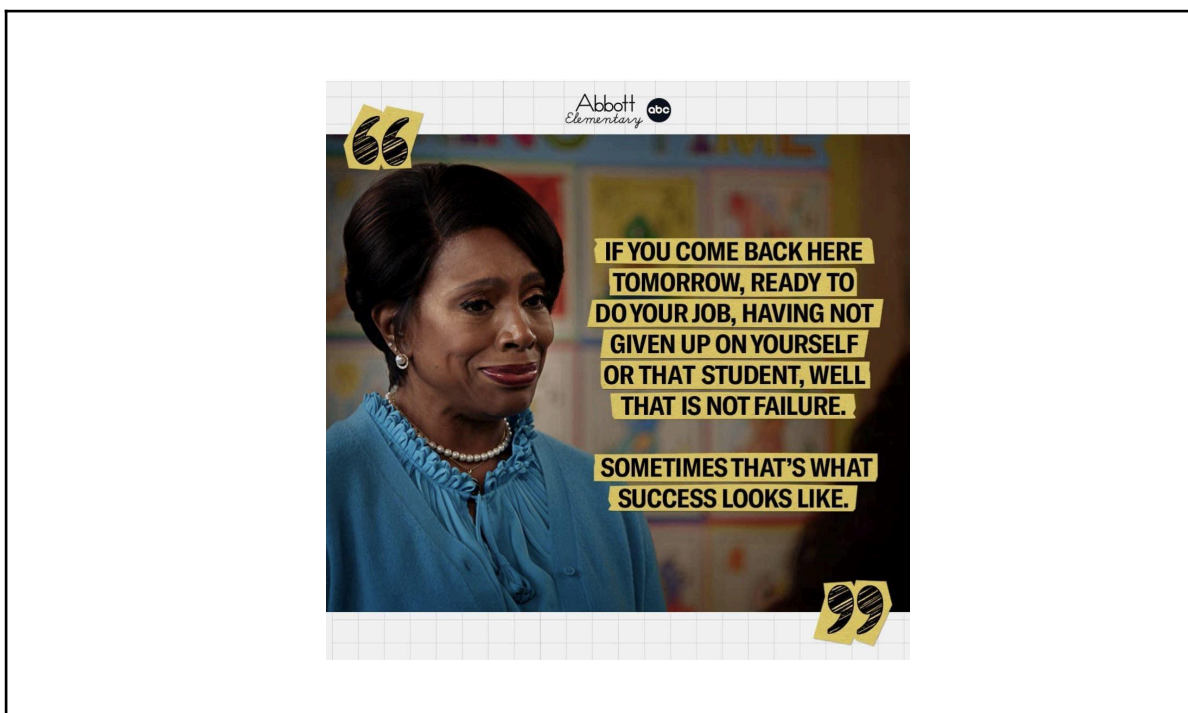 Abbott
Elementary
abc
“
IF YOU COME BACK HERE
TOMORROW, READY TO
DO YOUR JOB, HAVING NOT
GIVEN UP ON YOURSELF
OR THAT STUDENT, WELL
THAT IS NOT FAILURE.
SOMETIMES THAT’S WHAT
SUCCESS LOOKS LIKE.
”